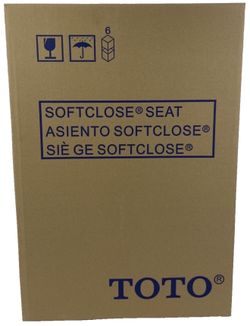 6
SOFTCLOSE® SEAT
ASIENTO SOFTCLOSE®
SIÈ GE SOFTCLOSE®
TOTO®